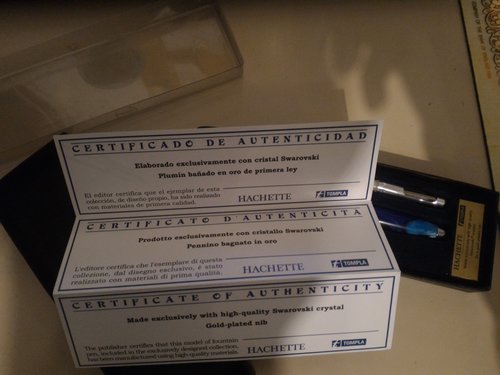 CERTIFICADO DE AUTENTICIDAD
Elaborado exclusivamente con cristal Swarovski
Plumin bañado en oro de primera ley
El editor certifica que el ejemplar de esta
colección, de diseño propio, ha sido realizado
con materiales de primera calidad.
HACHETTE
TOMPLA
CERTIFICATO D'AUTENTICITÀ
Prodotto esclusivamente con cristallo Swarovski
Pennino bagnato in oro
L'editore certifica che l'esemplare di questa
collezione, dal disegno esclusivo, è stato
realizzato con materiali di prima qualità.
HACHETTE
TOMPLA
CERTIFICATE OF AUTHENTICITY
Made exclusively with high-quality Swarovski crystal
Gold-plated nib
The publisher certifies that this model of fountain
pen, included in the exclusively designed collection,
has been manufactured using high-quality materials.
HACHETTE
TOMPLA
HACHETTE